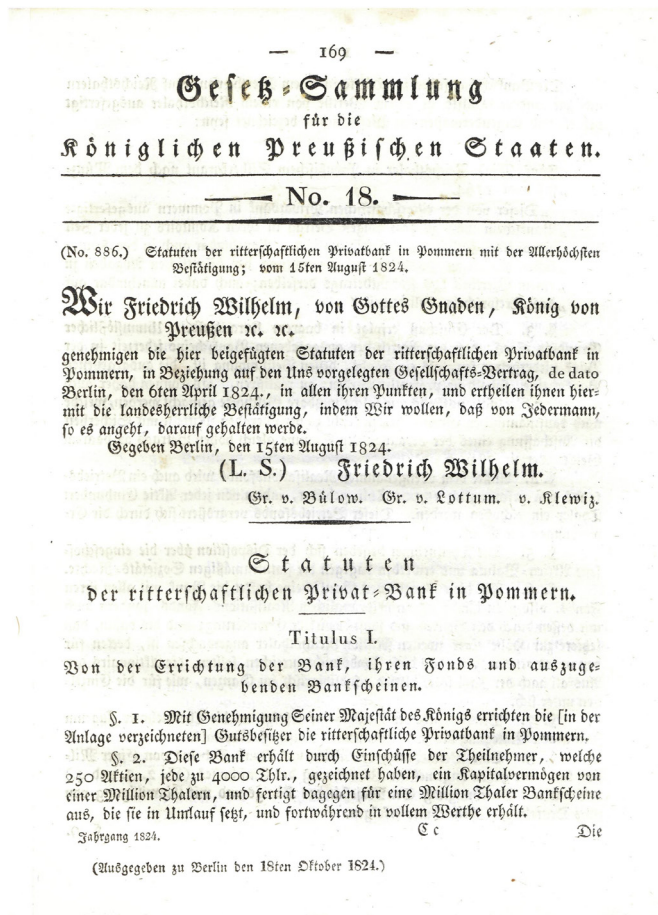 — 169 —
Gesetz-Sammlung
für die
Königlichen Preußischen Staaten.
No. 18.
(No. 886.) Statuten der ritterschaftlichen Privatbank in Pommern mit der Allerhöchsten
Bestätigung; vom 15ten August 1824.
Wir Friedrich Wilhelm, von Gottes Gnaden, König von
Preußen ꝛc. ꝛc.
genehmigen die hier beigefügten Statuten der ritterschaftlichen Privatbank in
Pommern, in Beziehung auf den Uns vorgelegten Gesellschafts-Vertrag, de dato
Berlin, den 6ten April 1824., in allen ihren Punkten, und ertheilen ihnen hier-
mit die landesherrliche Bestätigung, indem Wir wollen, daß von Jedermann,
so es angeht, darauf gehalten werde.
Gegeben Berlin, den 15ten August 1824.
(L. S.) Friedrich Wilhelm.
Gr. v. Bülow. Gr. v. Lottum. v. Klewiz.
Statuten
der ritterschaftlichen Privat-Bank in Pommern.
Titulus I.
Von der Errichtung der Bank, ihren Fonds und auszuge-
benden Bankscheinen.
§. 1. Mit Genehmigung Seiner Majestät des Königs errichten die [in der
Anlage verzeichneten] Gutsbesitzer die ritterschaftliche Privatbank in Pommern.
§. 2. Diese Bank erhält durch Einschüsse der Theilnehmer, welche
250 Aktien, jede zu 4000 Thlr., gezeichnet haben, ein Kapitalvermögen von
einer Million Thalern, und fertigt dagegen für eine Million Thaler Bankscheine
aus, die sie in Umlauf setzt, und fortwährend in vollem Werthe erhält.
Jahrgang 1824. C c Die
(Ausgegeben zu Berlin den 18ten Oktober 1824.)